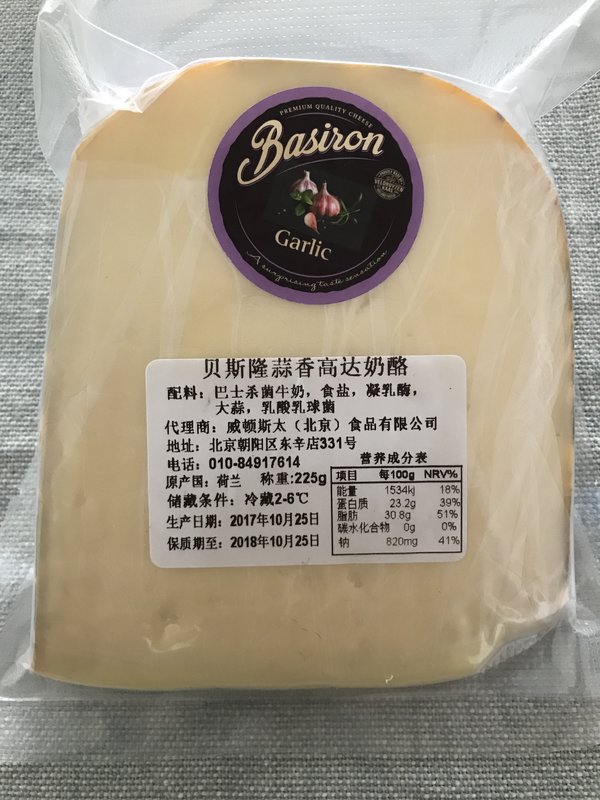 PREMIUM QUALITY CHEESE
Basiron
Garlic
A surprising taste sensation
贝斯隆蒜香高达奶酪
配料：巴士杀菌牛奶，食盐，凝乳酶，
大蒜，乳酸乳球菌
代理商：威顿斯太（北京）食品有限公司
地址：北京朝阳区东辛店331号
电话：010-84917614
原产国：荷兰 称重:225g
储藏条件：冷藏2-6℃
生产日期：2017年10月25日
保质期至：2018年10月25日
营养成分表
项目 每100g NRV%
能量 1534kj 18%
蛋白质 23.2g 39%
脂肪 30.8g 51%
碳水化合物 0g 0%
钠 820mg 41%